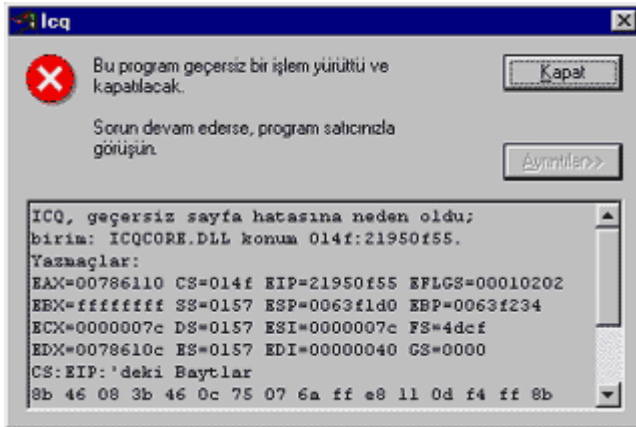 Icq
Bu program geçersiz bir işlem yürüttü ve
kapatılacak.
Sorun devam ederse, program satıcınızla
görüşün.
Kapat
Ayrıntılar>>
ICQ, geçersiz sayfa hatasına neden oldu;
birim: ICQCORE.DLL konum 014f:21950f55.
Yazmaçlar:
EAX=00786110 CS=014f EIP=21950f55 EFLGS=00010202
EBX=ffffffff SS=0157 ESP=0063f1d0 EBP=0063f234
ECX=0000007c DS=0157 ESI=0000007c FS=4dcf
EDX=0078610c ES=0157 EDI=00000040 GS=0000
CS:EIP:'deki Baytlar
8b 46 08 3b 46 0c 75 07 6a ff e8 11 0d f4 ff 8b